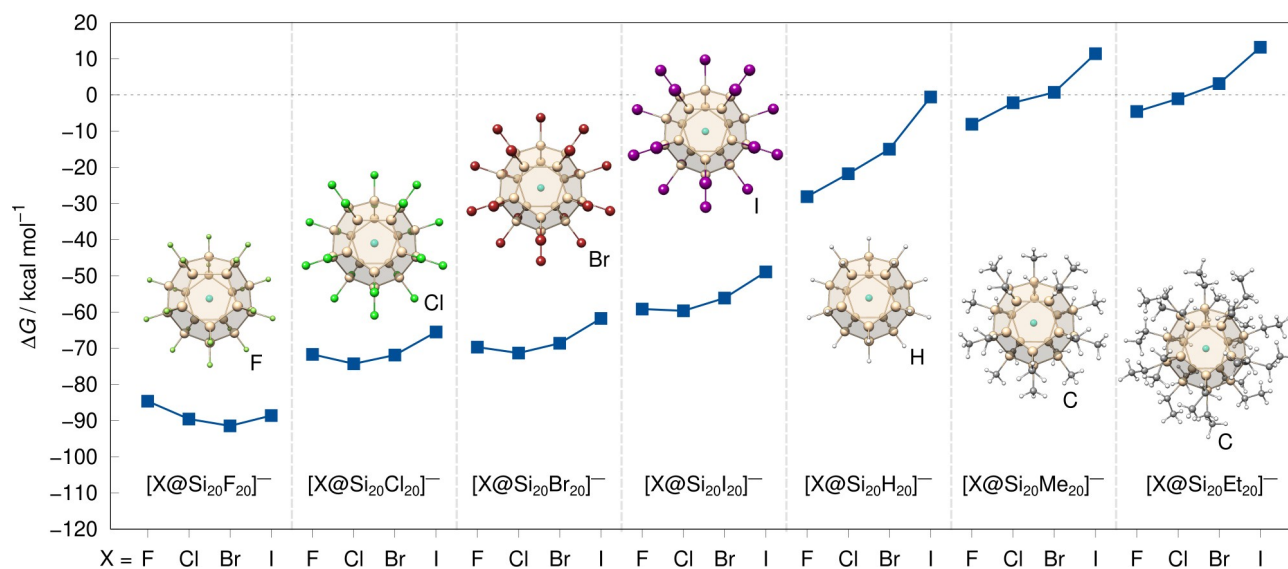 ΔG / kcal mol⁻¹
20
10
0
−10
−20
−30
−40
−50
−60
−70
−80
−90
−100
−110
−120
F
Cl
Br
I
H
C
C
[X@Si₂₀F₂₀]⁻
[X@Si₂₀Cl₂₀]⁻
[X@Si₂₀Br₂₀]⁻
[X@Si₂₀I₂₀]⁻
[X@Si₂₀H₂₀]⁻
[X@Si₂₀Me₂₀]⁻
[X@Si₂₀Et₂₀]⁻
X = F Cl Br I F Cl Br I F Cl Br I F Cl Br I F Cl Br I F Cl Br I F Cl Br I